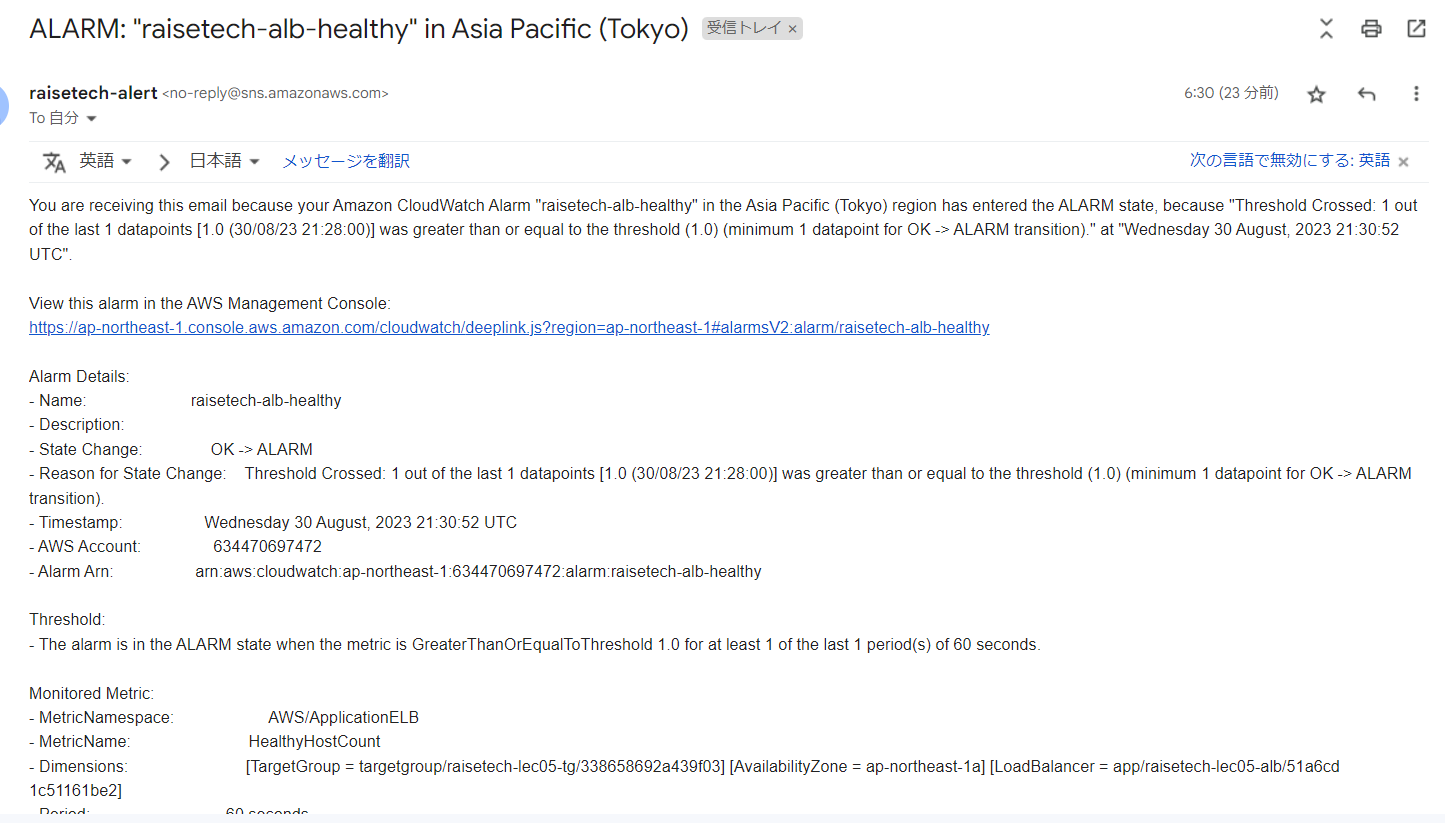 ALARM: "raisetech-alb-healthy" in Asia Pacific (Tokyo) 受信トレイ ×
raisetech-alert <no-reply@sns.amazonaws.com> 6:30 (23 分前)
To 自分
英語 日本語 メッセージを翻訳 次の言語で無効にする: 英語 ×
You are receiving this email because your Amazon CloudWatch Alarm "raisetech-alb-healthy" in the Asia Pacific (Tokyo) region has entered the ALARM state, because "Threshold Crossed: 1 out
of the last 1 datapoints [1.0 (30/08/23 21:28:00)] was greater than or equal to the threshold (1.0) (minimum 1 datapoint for OK -> ALARM transition)." at "Wednesday 30 August, 2023 21:30:52
UTC".
View this alarm in the AWS Management Console:
https://ap-northeast-1.console.aws.amazon.com/cloudwatch/deeplink.js?region=ap-northeast-1#alarmsV2:alarm/raisetech-alb-healthy
Alarm Details:
- Name: raisetech-alb-healthy
- Description:
- State Change: OK -> ALARM
- Reason for State Change: Threshold Crossed: 1 out of the last 1 datapoints [1.0 (30/08/23 21:28:00)] was greater than or equal to the threshold (1.0) (minimum 1 datapoint for OK -> ALARM
transition).
- Timestamp: Wednesday 30 August, 2023 21:30:52 UTC
- AWS Account: 634470697472
- Alarm Arn: arn:aws:cloudwatch:ap-northeast-1:634470697472:alarm:raisetech-alb-healthy
Threshold:
- The alarm is in the ALARM state when the metric is GreaterThanOrEqualToThreshold 1.0 for at least 1 of the last 1 period(s) of 60 seconds.
Monitored Metric:
- MetricNamespace: AWS/ApplicationELB
- MetricName: HealthyHostCount
- Dimensions: [TargetGroup = targetgroup/raisetech-lec05-tg/338658692a439f03] [AvailabilityZone = ap-northeast-1a] [LoadBalancer = app/raisetech-lec05-alb/51a6cd
1c51161be2]
- Period: 60 seconds